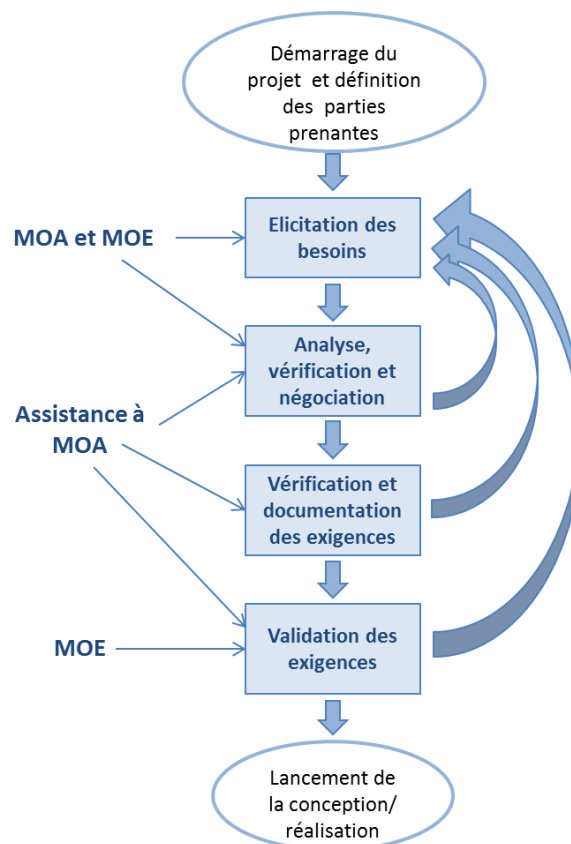 Démarrage du
projet et définition
des parties
prenantes
MOA et MOE
Elicitation des
besoins
Analyse,
vérification et
négociation
Assistance à
MOA
Vérification et
documentation
des exigences
MOE
Validation des
exigences
Lancement de
la conception/
réalisation